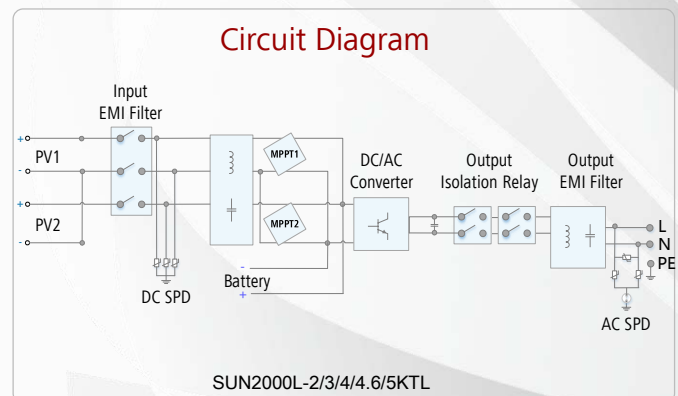 Circuit Diagram
Input
EMI Filter
+
PV1
-
+
PV2
-
DC SPD
MPPT1
MPPT2
-
Battery
+
DC/AC
Converter
Output
Isolation Relay
Output
EMI Filter
L
N
PE
AC SPD
SUN2000L-2/3/4/4.6/5KTL